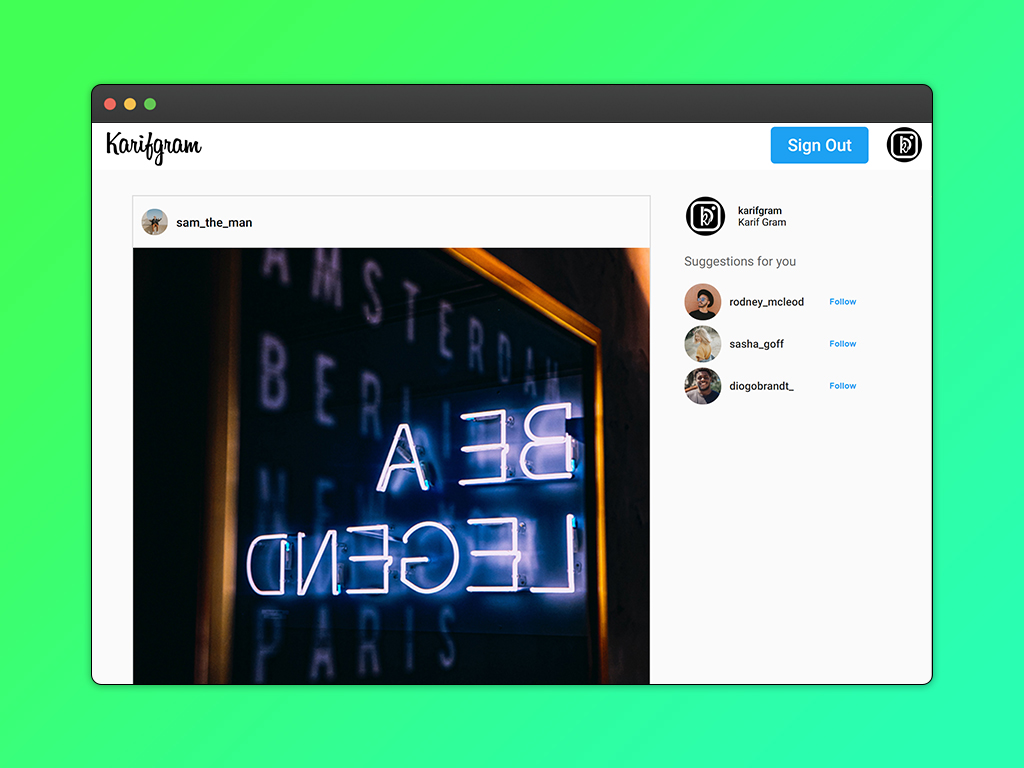 Karifgram
Sign Out
sam_the_man
karifgram
Karif Gram
Suggestions for you
rodney_mcleod
Follow
sasha_goff
Follow
diogobrandt_
Follow
AMSTERDAM
BERLIN
BE A
LEGEND
PARIS